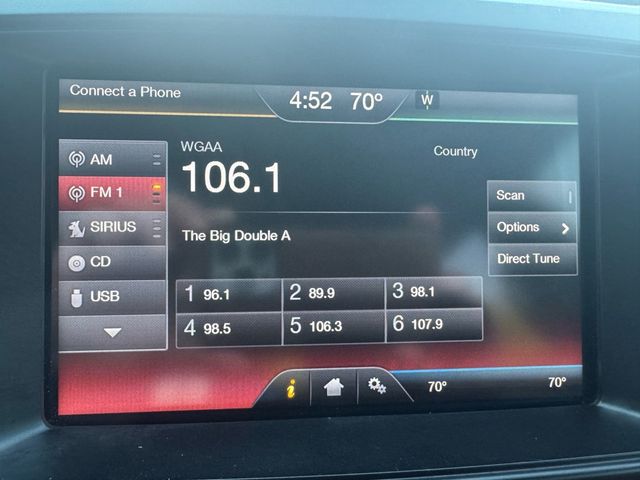 Connect a Phone
4:52 70° W
AM
FM 1
SIRIUS
CD
USB
WGAA
106.1
Country
The Big Double A
1 96.1 2 89.9 3 98.1
4 98.5 5 106.3 6 107.9
Scan
Options
Direct Tune
i
70° 70°